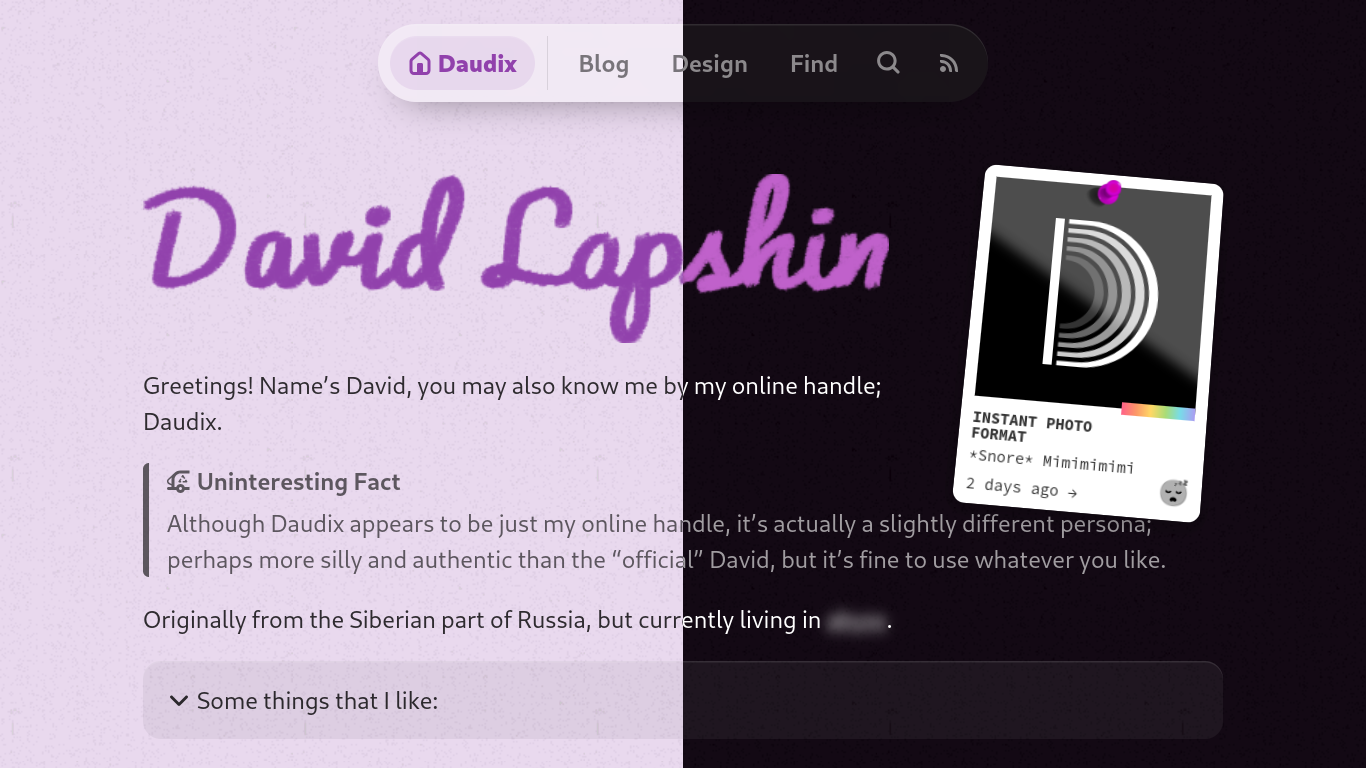 Daudix Blog Design Find
David Lapshin
Greetings! Name’s David, you may also know me by my online handle;
Daudix.
Uninteresting Fact
Although Daudix appears to be just my online handle, it’s actually a slightly different persona;
perhaps more silly and authentic than the “official” David, but it’s fine to use whatever you like.
Originally from the Siberian part of Russia, but currently living in .
Some things that I like:
INSTANT PHOTO
FORMAT
*Snore* Mimimimimi
2 days ago →